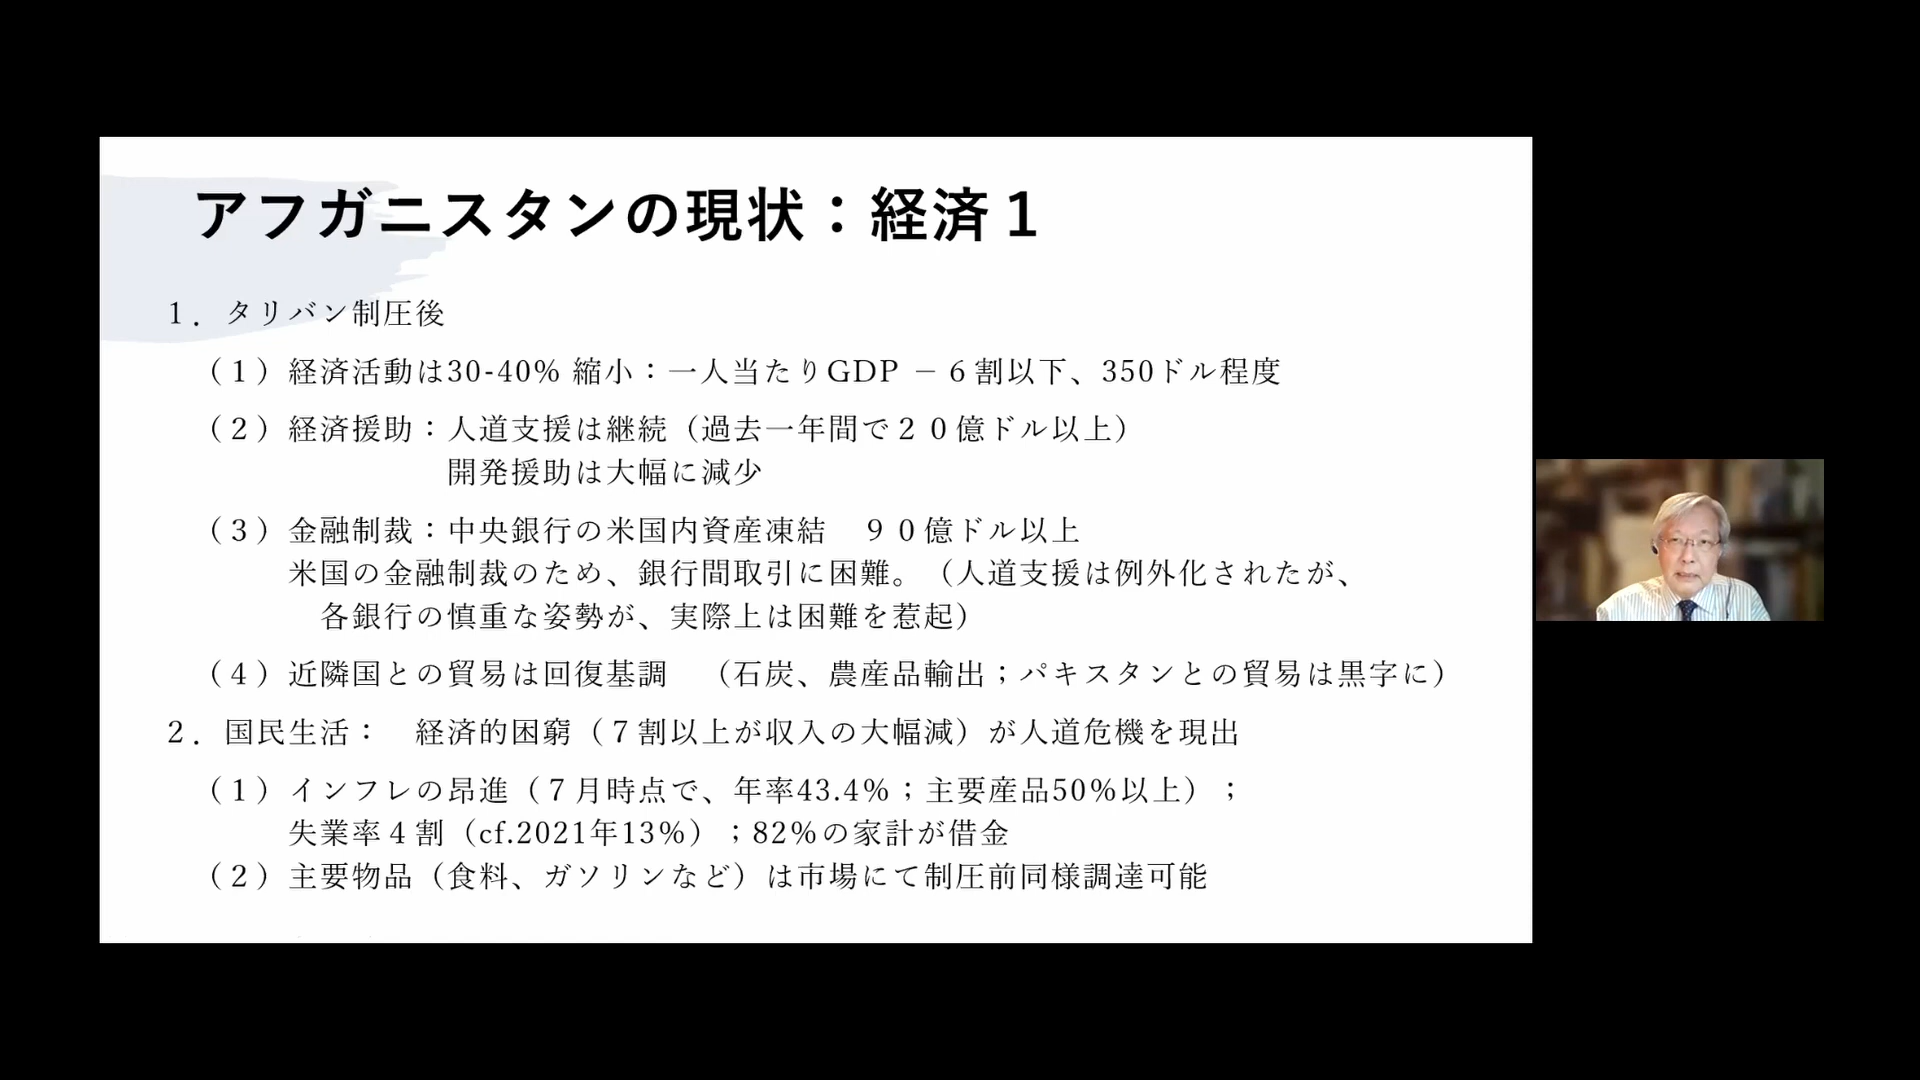 アフガニスタンの現状：経済１
１．タリバン制圧後
（１）経済活動は30-40% 縮小：一人当たりGDP －６割以下、350ドル程度
（２）経済援助：人道支援は継続（過去一年間で２０億ドル以上）
開発援助は大幅に減少
（３）金融制裁：中央銀行の米国内資産凍結　９０億ドル以上
米国の金融制裁のため、銀行間取引に困難。（人道支援は例外化されたが、
各銀行の慎重な姿勢が、実際上は困難を惹起）
（４）近隣国との貿易は回復基調　（石炭、農産品輸出；パキスタンとの貿易は黒字に）
２．国民生活：　経済的困窮（７割以上が収入の大幅減）が人道危機を現出
（１）インフレの昂進（７月時点で、年率43.4%；主要産品50%以上）；
失業率４割（cf.2021年13%）；82%の家計が借金
（２）主要物品（食料、ガソリンなど）は市場にて制圧前同様調達可能